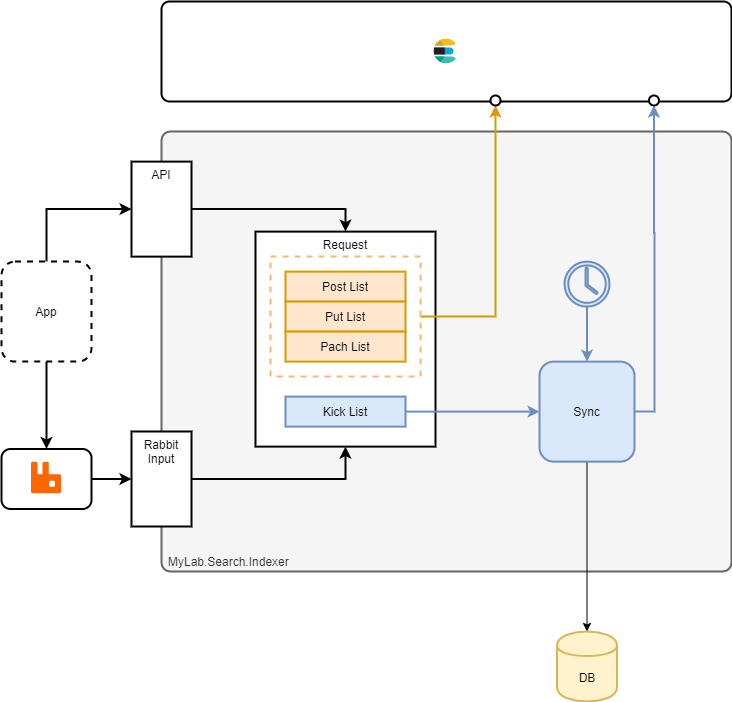 API
Request
Post List
App
Put List
Pach List
Kick List
Sync
Rabbit
Input
MyLab.Search.Indexer
DB